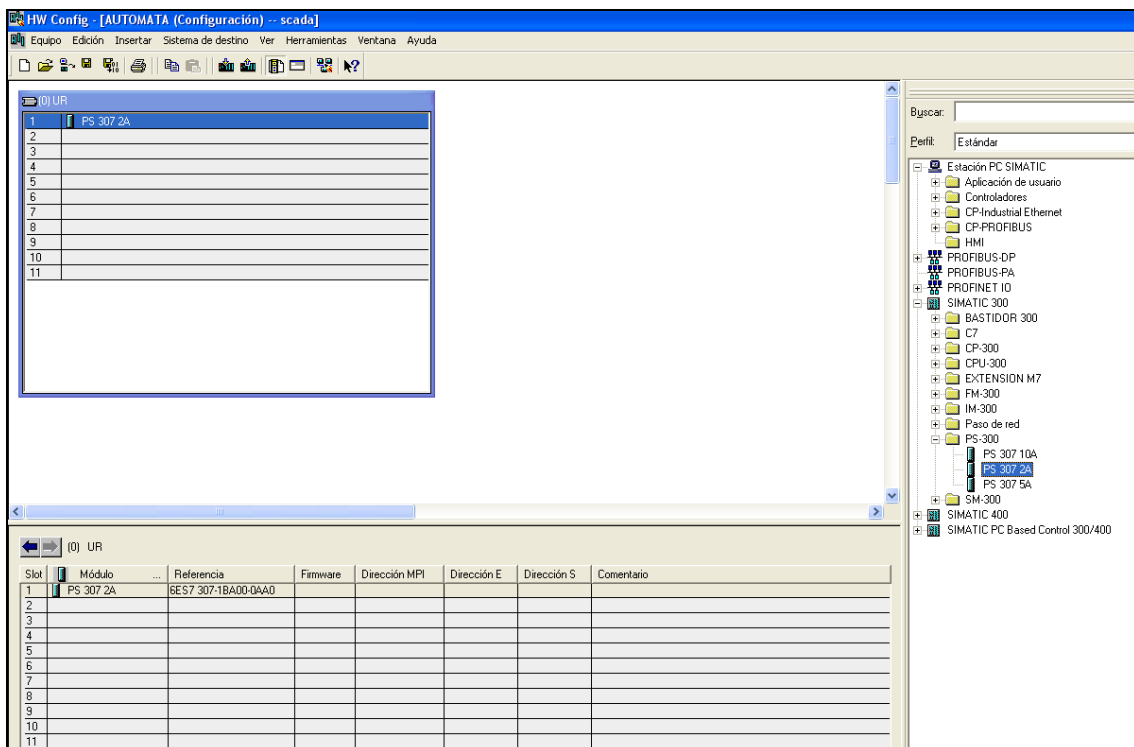 HW Config - [AUTOMATA (Configuración) -- scada]
Equipo Edición Insertar Sistema de destino Ver Herramientas Ventana Ayuda
(0) UR
1 PS 307 2A
2
3
4
5
6
7
8
9
10
11
Buscar:
Perfil: Estándar
Estación PC SIMATIC
Aplicación de usuario
Controladores
CP-Industrial Ethernet
CP-PROFIBUS
HMI
PROFIBUS-DP
PROFIBUS-PA
PROFINET IO
SIMATIC 300
BASTIDOR 300
C7
CP-300
CPU-300
EXTENSION M7
FM-300
IM-300
Paso de red
PS-300
PS 307 10A
PS 307 2A
PS 307 5A
SM-300
SIMATIC 400
SIMATIC PC Based Control 300/400
(0) UR
Slot Módulo ... Referencia Firmware Dirección MPI Dirección E Dirección S Comentario
1 PS 307 2A 6ES7 307-1BA00-0AA0
2
3
4
5
6
7
8
9
10
11